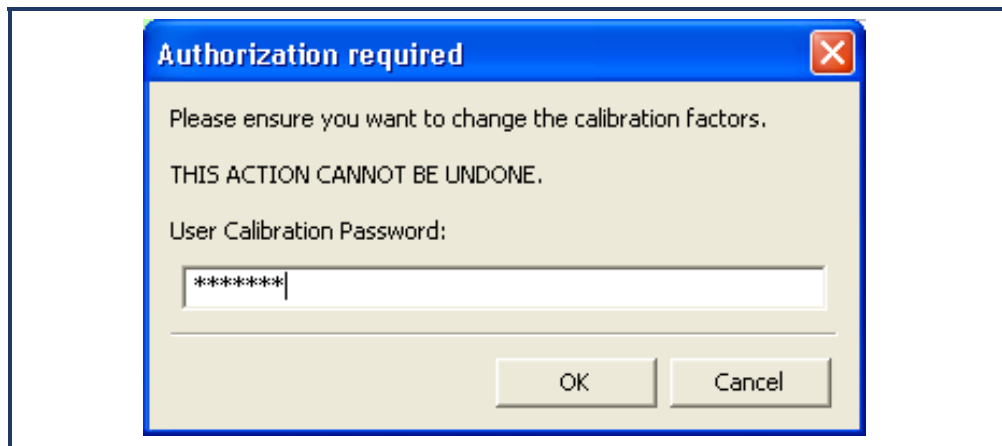 Authorization required
Please ensure you want to change the calibration factors.
THIS ACTION CANNOT BE UNDONE.
User Calibration Password:
*******
OK Cancel